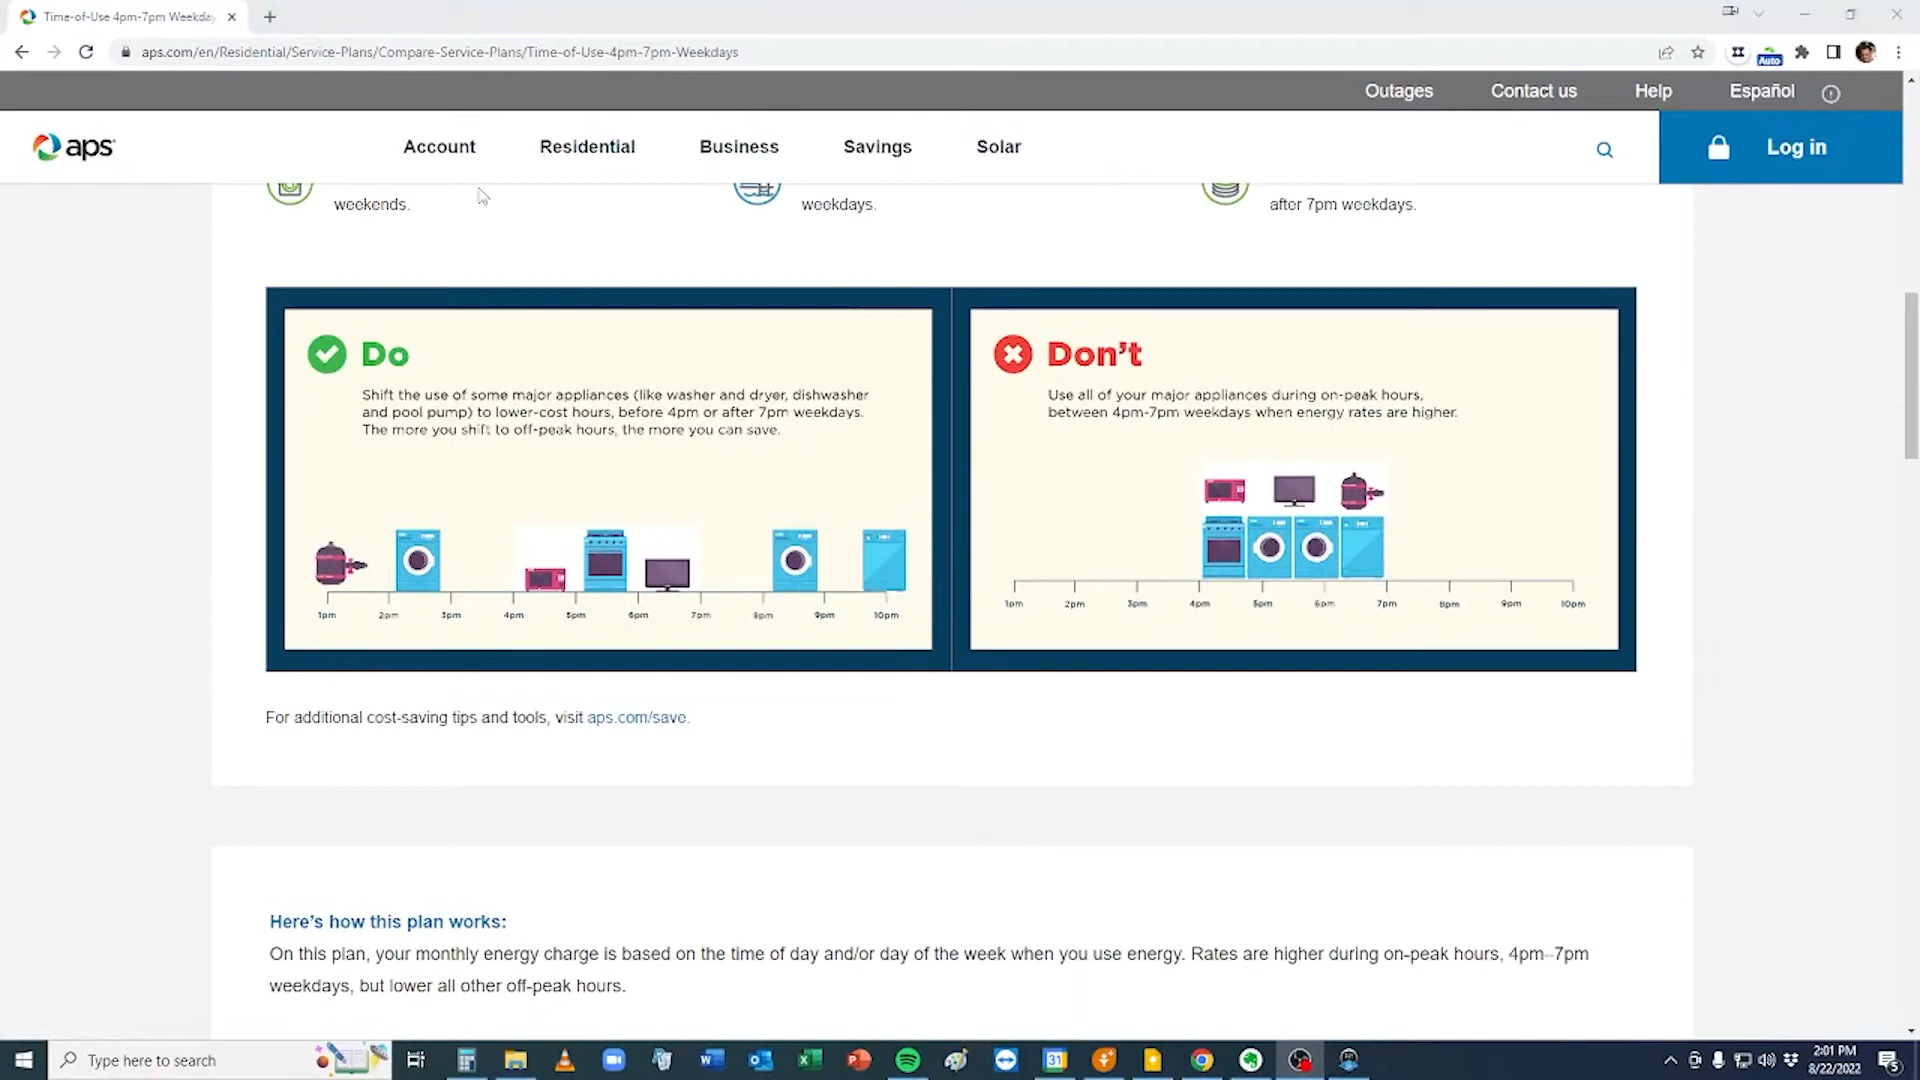 Time-of-Use 4pm-7pm Weekday
aps.com/en/Residential/Service-Plans/Compare-Service-Plans/Time-of-Use-4pm-7pm-Weekdays
Auto
Outages
Contact us
Help
Español
aps
Account
Residential
Business
Savings
Solar
Log in
weekends.
weekdays.
after 7pm weekdays.
Do
Shift the use of some major appliances (like washer and dryer, dishwasher
and pool pump) to lower-cost hours, before 4pm or after 7pm weekdays.
The more you shift to off-peak hours, the more you can save.
1pm 2pm 3pm 4pm 5pm 6pm 7pm 8pm 9pm 10pm
Don't
Use all of your major appliances during on-peak hours,
between 4pm-7pm weekdays when energy rates are higher.
1pm 2pm 3pm 4pm 5pm 6pm 7pm 8pm 9pm 10pm
For additional cost-saving tips and tools, visit aps.com/save.
Here's how this plan works:
On this plan, your monthly energy charge is based on the time of day and/or day of the week when you use energy. Rates are higher during on-peak hours, 4pm–7pm
weekdays, but lower all other off-peak hours.
Type here to search
31
2:01 PM
8/22/2022
5